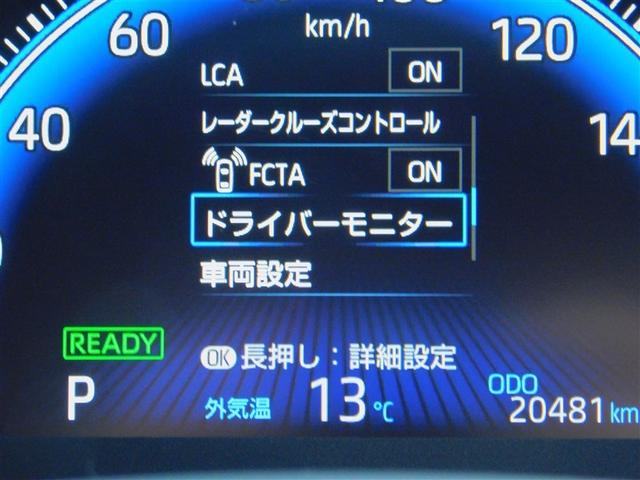 60
km/h
120
LCA ON
40
レーダークルーズコントロール
14
FCTA ON
ドライバーモニター
車両設定
READY
OK 長押し：詳細設定
P
外気温 13℃
ODO
20481km